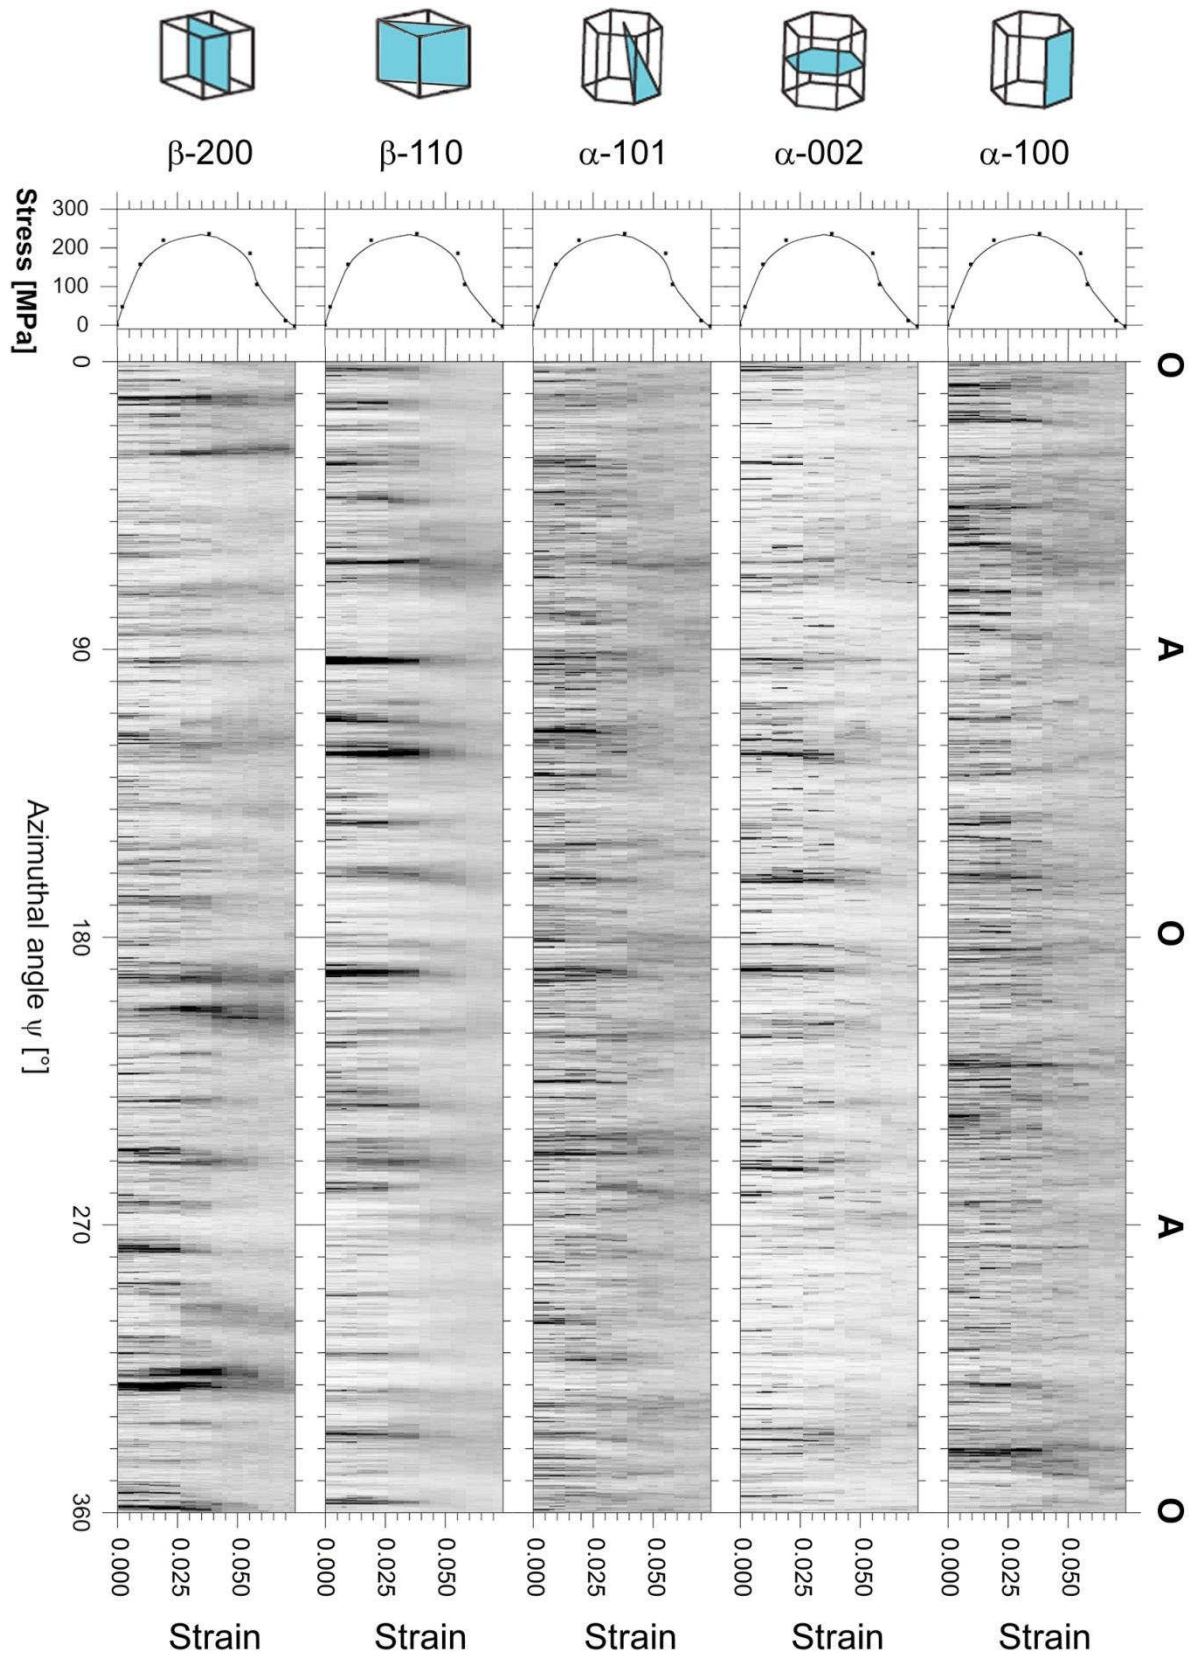 β-200 β-110 α-101 α-002 α-100
Stress [MPa]
300
200
100
0
0
90
180
270
360
Azimuthal angle ψ [°]
O
A
O
A
O
0.000 0.025 0.050 0.000 0.025 0.050 0.000 0.025 0.050 0.000 0.025 0.050 0.000 0.025 0.050
Strain Strain Strain Strain Strain